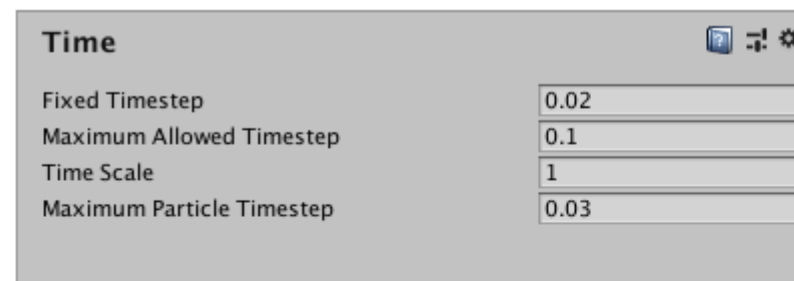 Time
Fixed Timestep 0.02
Maximum Allowed Timestep 0.1
Time Scale 1
Maximum Particle Timestep 0.03